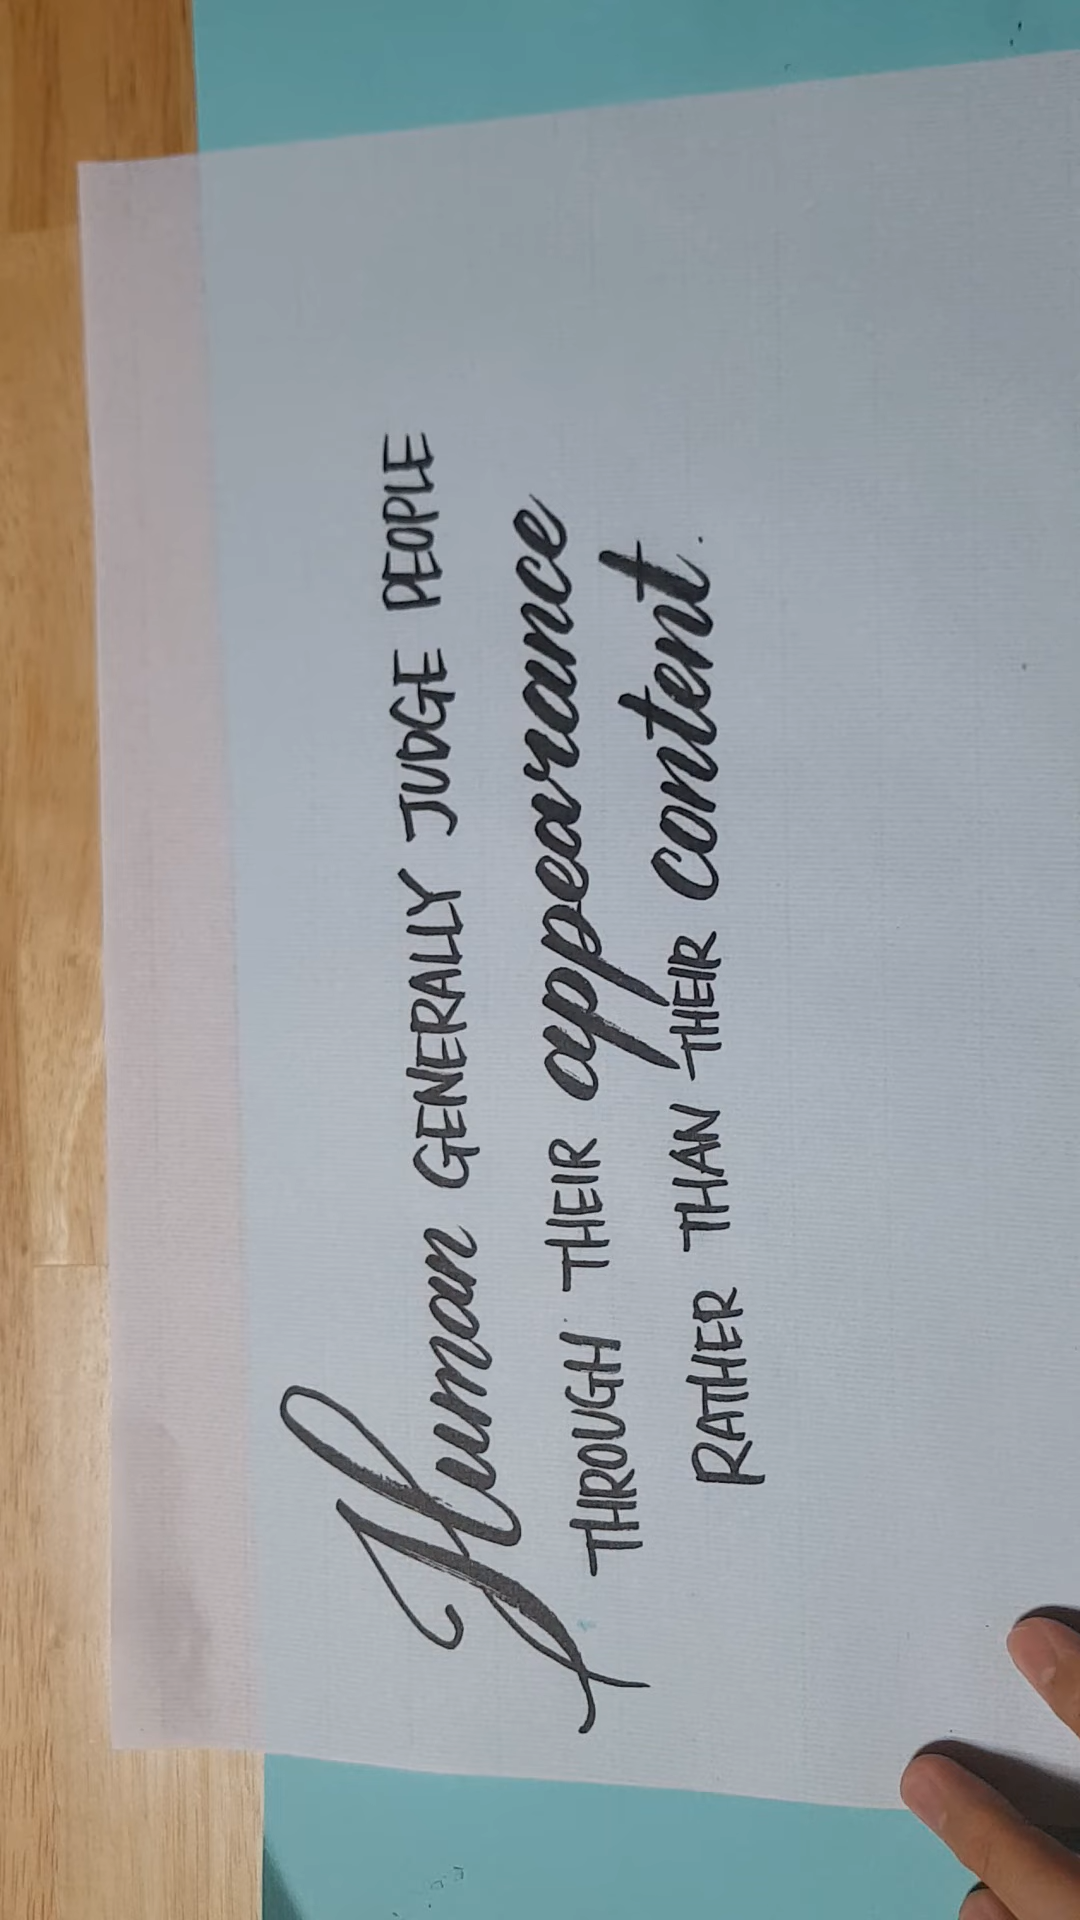 Human GENERALLY JUDGE PEOPLE
THROUGH THEIR appearance
RATHER THAN THEIR content.